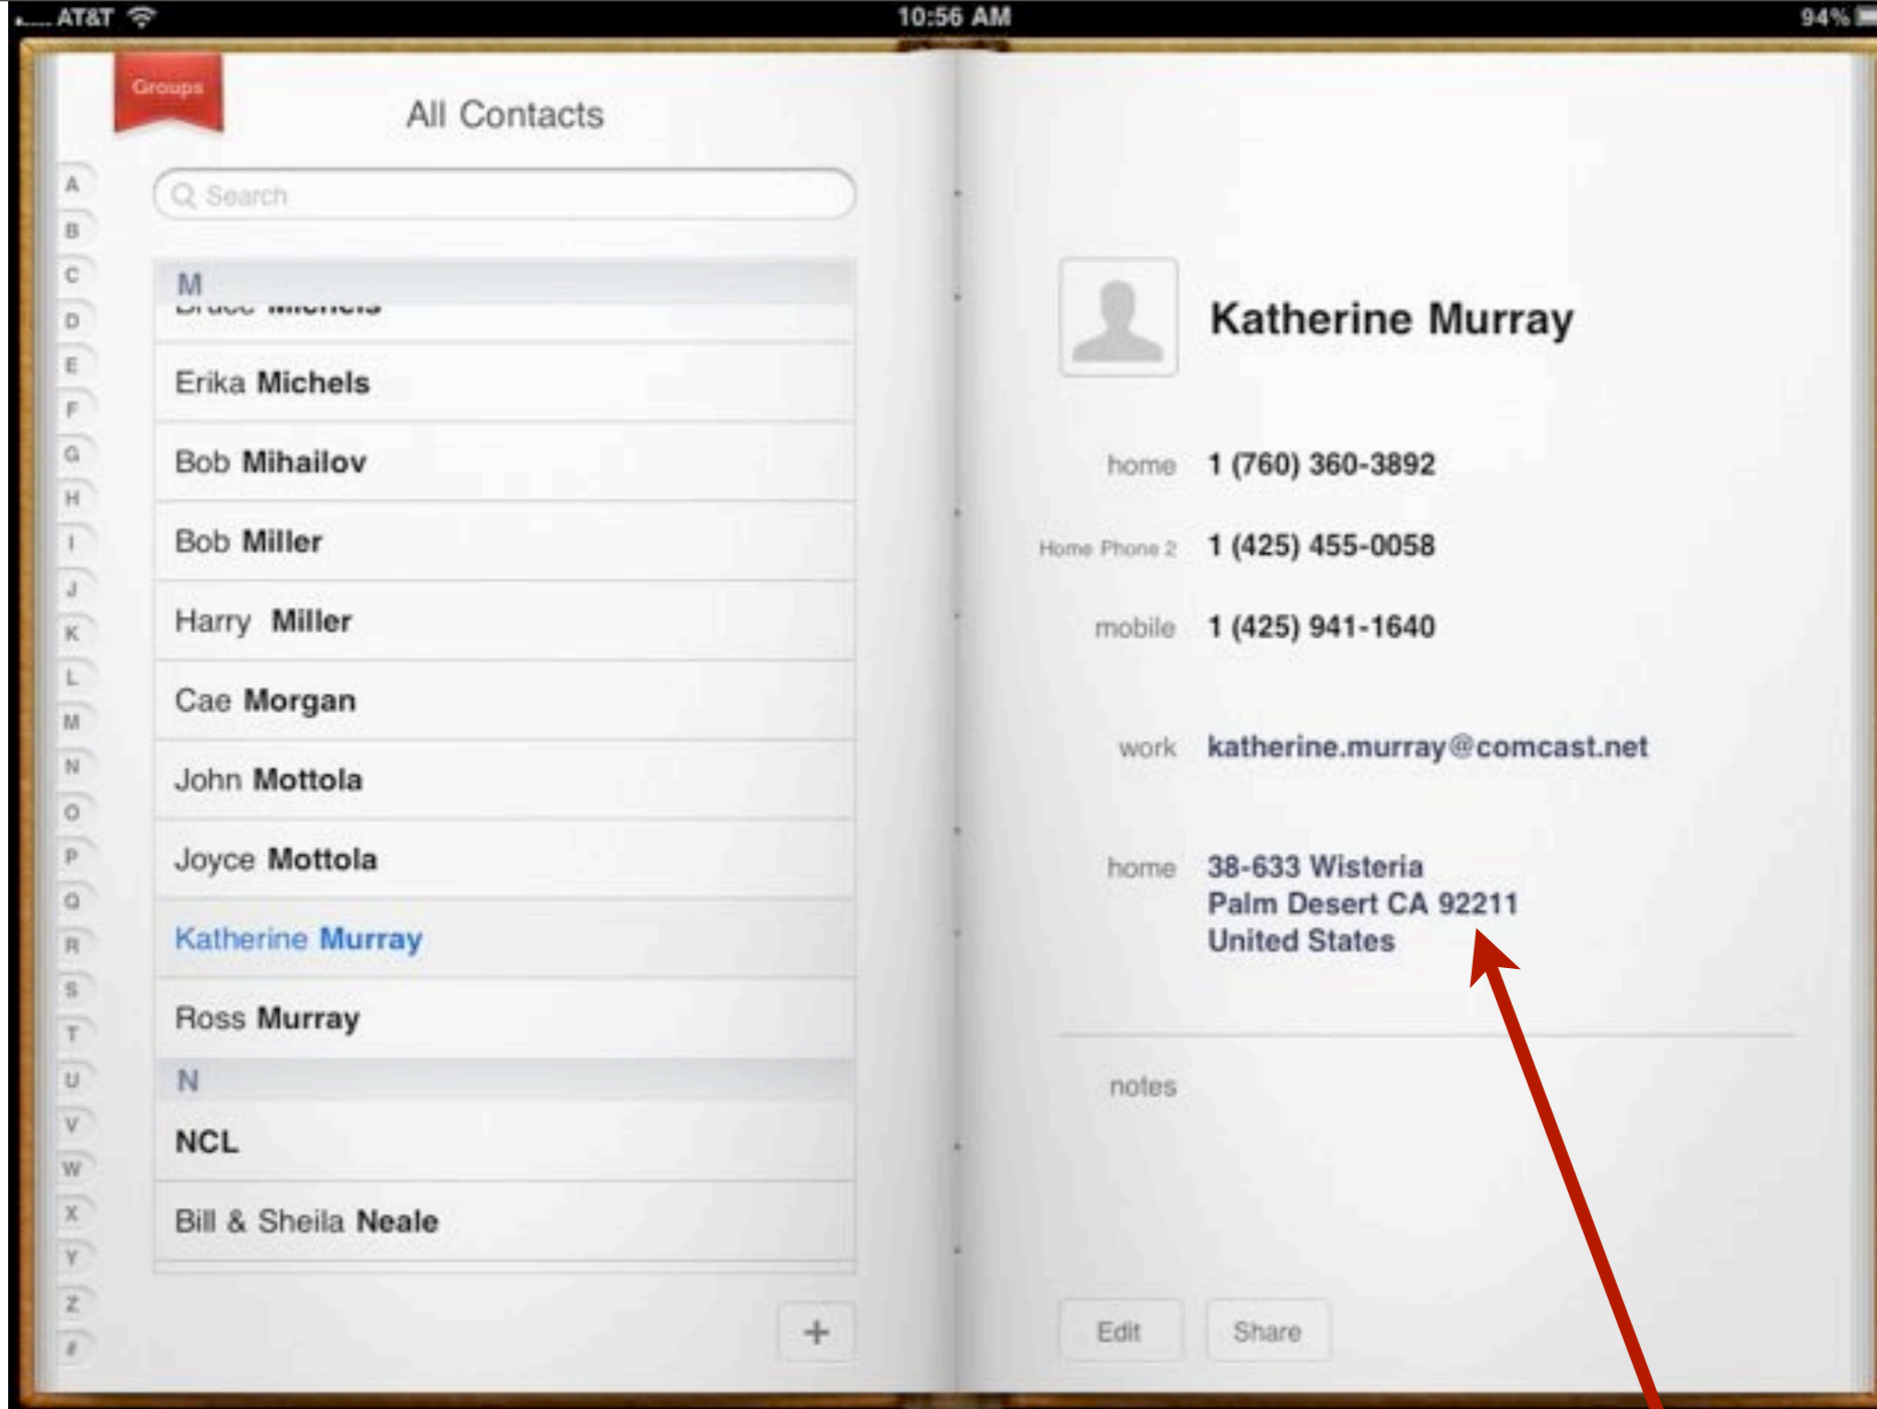 AT&T
10:56 AM
94%
Groups
All Contacts
Search
A
B
C
D
E
F
G
H
I
J
K
L
M
N
O
P
Q
R
S
T
U
V
W
X
Y
Z
#
M
Bruce Michels
Erika Michels
Bob Mihailov
Bob Miller
Harry Miller
Cae Morgan
John Mottola
Joyce Mottola
Katherine Murray
Ross Murray
N
NCL
Bill & Sheila Neale
+
Katherine Murray
home 1 (760) 360-3892
Home Phone 2 1 (425) 455-0058
mobile 1 (425) 941-1640
work katherine.murray@comcast.net
home 38-633 Wisteria
Palm Desert CA 92211
United States
notes
Edit Share